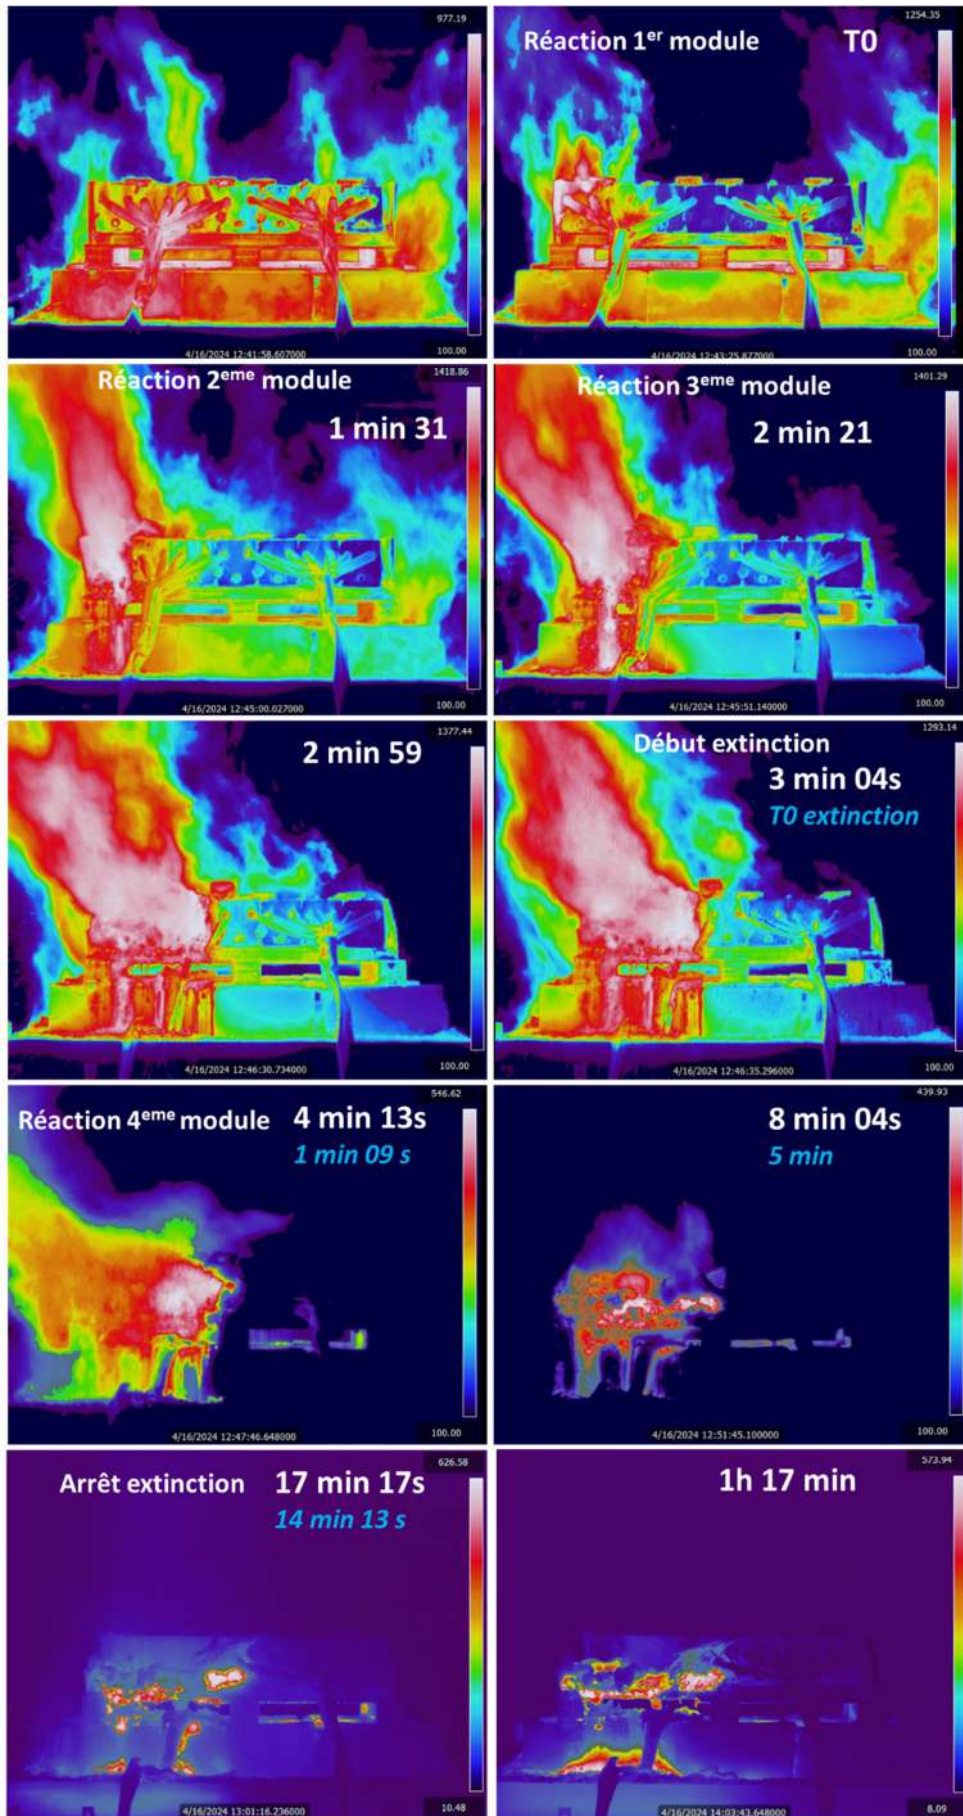 977.19
4/16/2024 12:41:58.607000
100.00
1254.35
Réaction 1er module
T0
4/16/2024 12:43:25.877000
100.00
1418.86
Réaction 2eme module
1 min 31
4/16/2024 12:45:00.027000
100.00
1401.29
Réaction 3eme module
2 min 21
4/16/2024 12:45:51.140000
100.00
1377.44
2 min 59
4/16/2024 12:46:30.734000
100.00
1293.14
Début extinction
3 min 04s
T0 extinction
4/16/2024 12:46:35.296000
100.00
546.62
Réaction 4eme module
4 min 13s
1 min 09 s
4/16/2024 12:47:46.648000
100.00
439.93
8 min 04s
5 min
4/16/2024 12:51:45.100000
100.00
626.58
Arrêt extinction
17 min 17s
14 min 13 s
4/16/2024 13:01:16.236000
10.48
573.94
1h 17 min
4/16/2024 14:03:43.648000
8.09